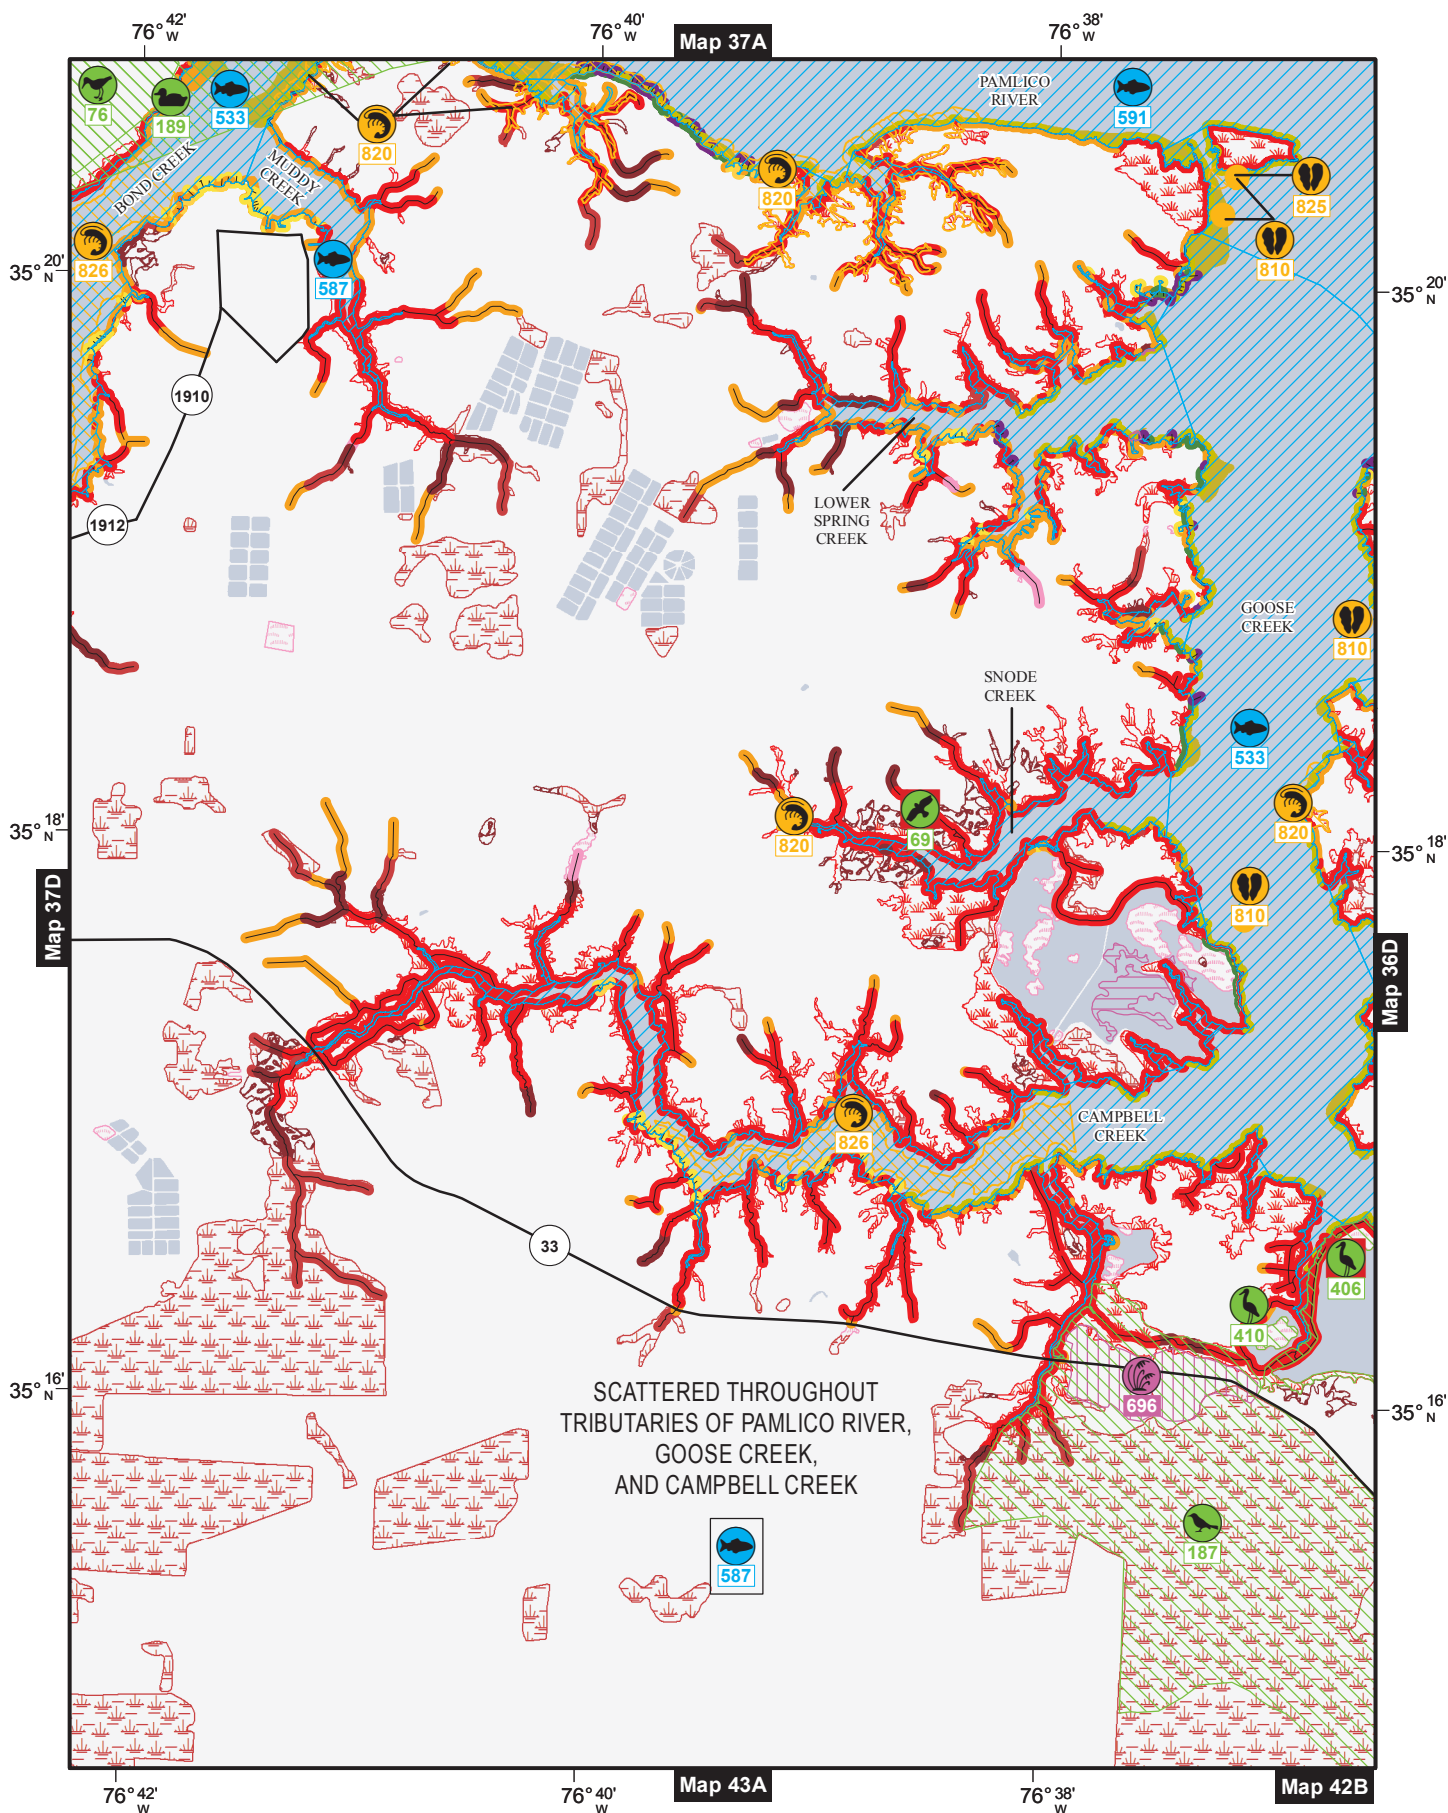 76° 42' W
76° 40' W
76° 38' W
Map 37A
PAMLICO
RIVER
591
76
189
533
820
BOND CREEK
MUDDY
CREEK
820
825
810
826
587
35° 20' N
35° 20' N
1910
1912
LOWER
SPRING
CREEK
GOOSE
CREEK
810
SNODE
CREEK
533
820
69
820
35° 18' N
35° 18' N
810
Map 37D
Map 36D
826
CAMPBELL
CREEK
33
406
410
696
35° 16' N
35° 16' N
SCATTERED THROUGHOUT
TRIBUTARIES OF PAMLICO RIVER,
GOOSE CREEK,
AND CAMPBELL CREEK
187
587
76° 42' W
76° 40' W
Map 43A
76° 38' W
Map 42B